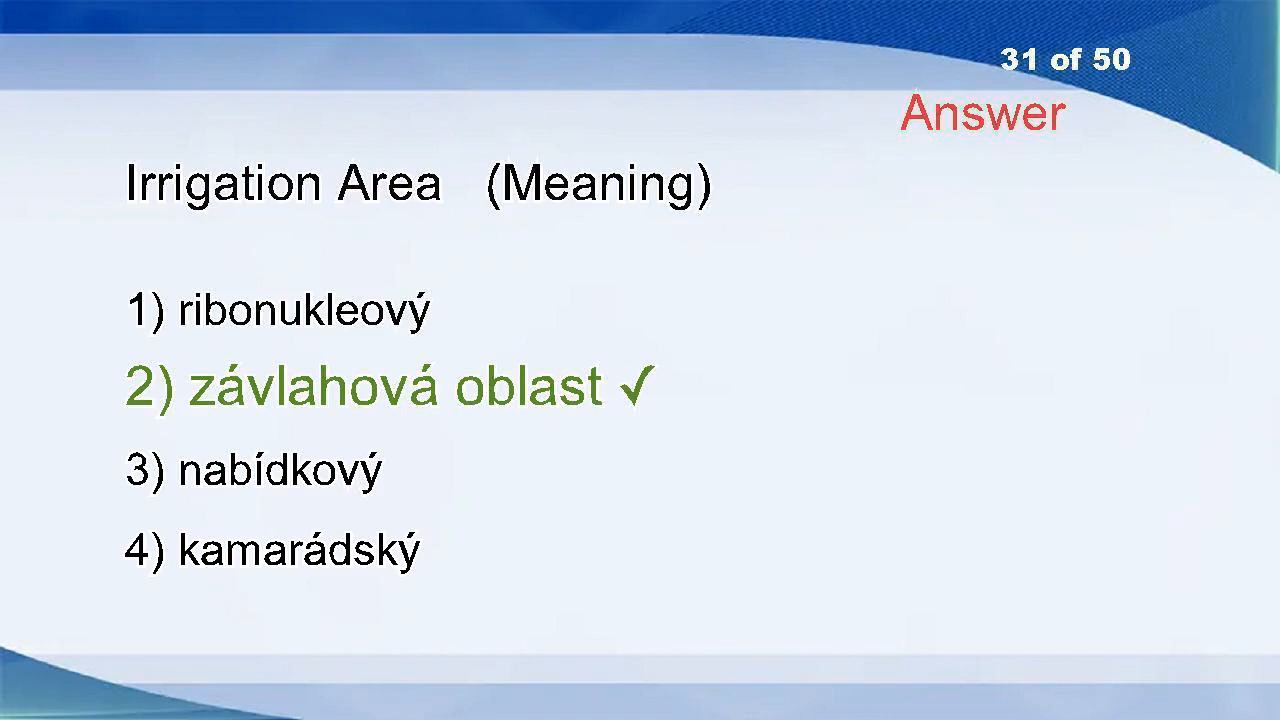 31 of 50
Answer
Irrigation Area (Meaning)
1) ribonukleový
2) závlahová oblast ✓
3) nabídkový
4) kamarádský